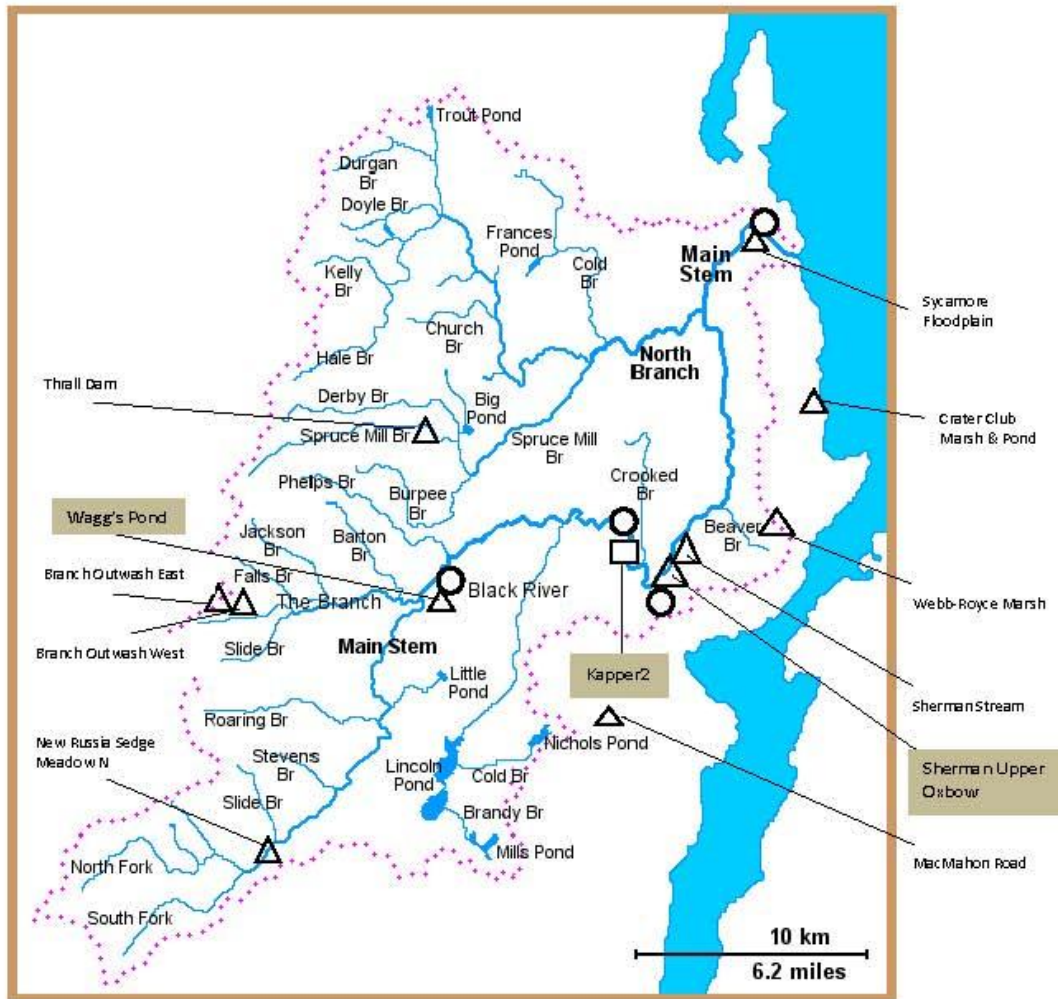 Trout Pond
Durgan
Br
Doyle Br
Frances
Pond
Cold
Br
Main
Stem
Kelly
Br
Sycamore
Floodplain
Church
Br
Hale Br
North
Branch
Thrall Dam
Derby Br
Big
Pond
Crater Club
Marsh & Pond
Spruce Mill Br
Spruce Mill
Br
Phelps Br
Burpee
Br
Crooked
Br
Wagg's Pond
Jackson
Br
Barton
Br
Beaver
Br
Branch Outwash East
Falls Br
The Branch
Black River
Webb-Royce Marsh
Branch Outwash West
Slide Br
Main Stem
Little
Pond
Kapper2
Sherman Stream
Roaring Br
New Russia Sedge
Meadow N
Stevens
Br
Nichols Pond
Lincoln
Pond
Cold Br
Sherman Upper
Oxbow
Slide Br
Brandy Br
Mills Pond
MacMahon Road
North Fork
South Fork
10 km
6.2 miles